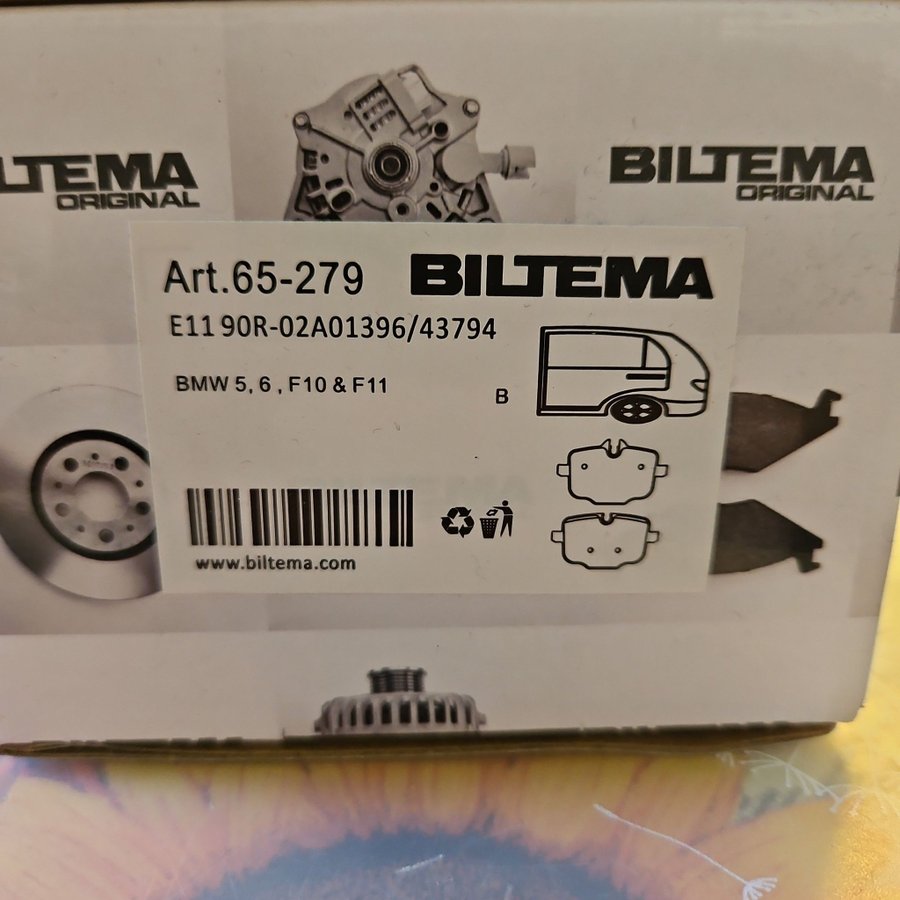 BILTEMA
ORIGINAL
BILTEMA
ORIGINAL
Art.65-279 BILTEMA
E11 90R-02A01396/43794
BMW 5, 6 , F10 & F11
B
www.biltema.com